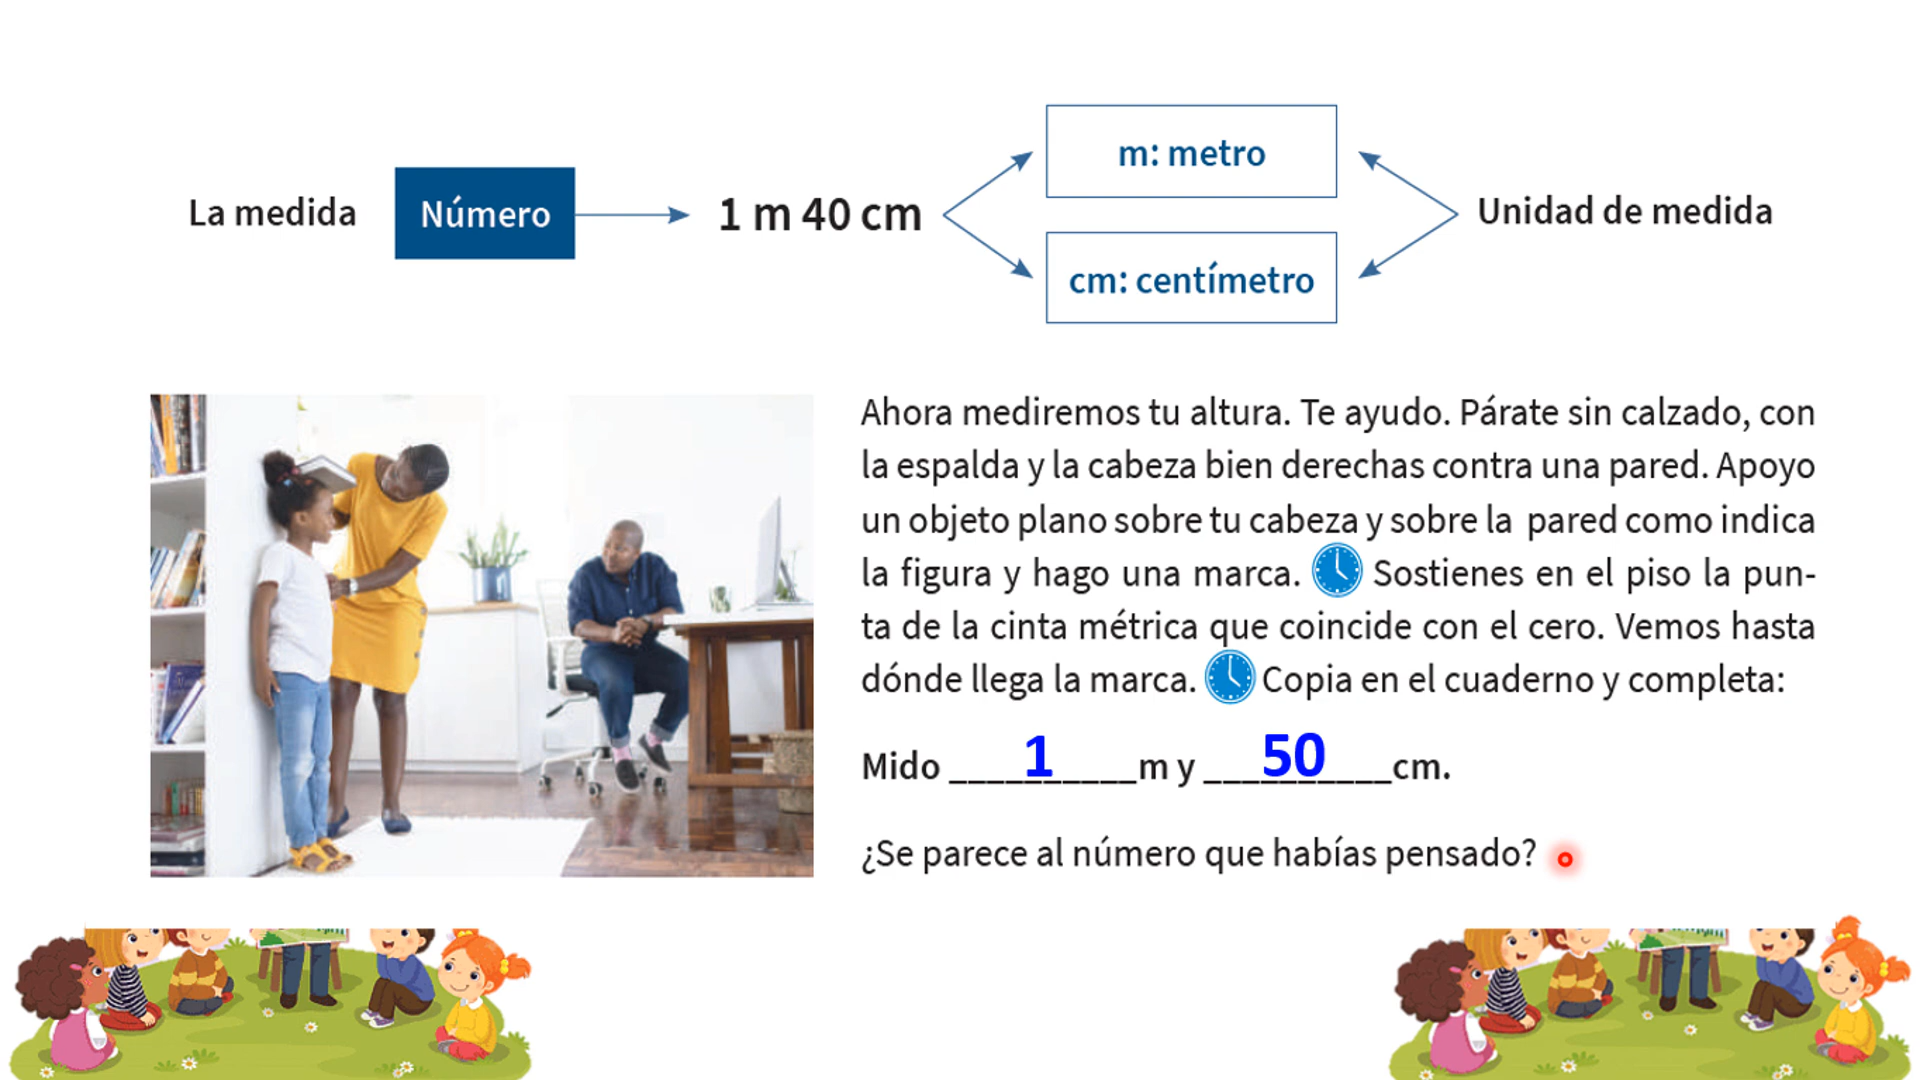 La medida
Número
1 m 40 cm
m: metro
cm: centímetro
Unidad de medida
Ahora mediremos tu altura. Te ayudo. Párate sin calzado, con
la espalda y la cabeza bien derechas contra una pared. Apoyo
un objeto plano sobre tu cabeza y sobre la pared como indica
la figura y hago una marca. Sostienes en el piso la pun-
ta de la cinta métrica que coincide con el cero. Vemos hasta
dónde llega la marca. Copia en el cuaderno y completa:
Mido __________1__________m y __________50__________cm.
¿Se parece al número que habías pensado?